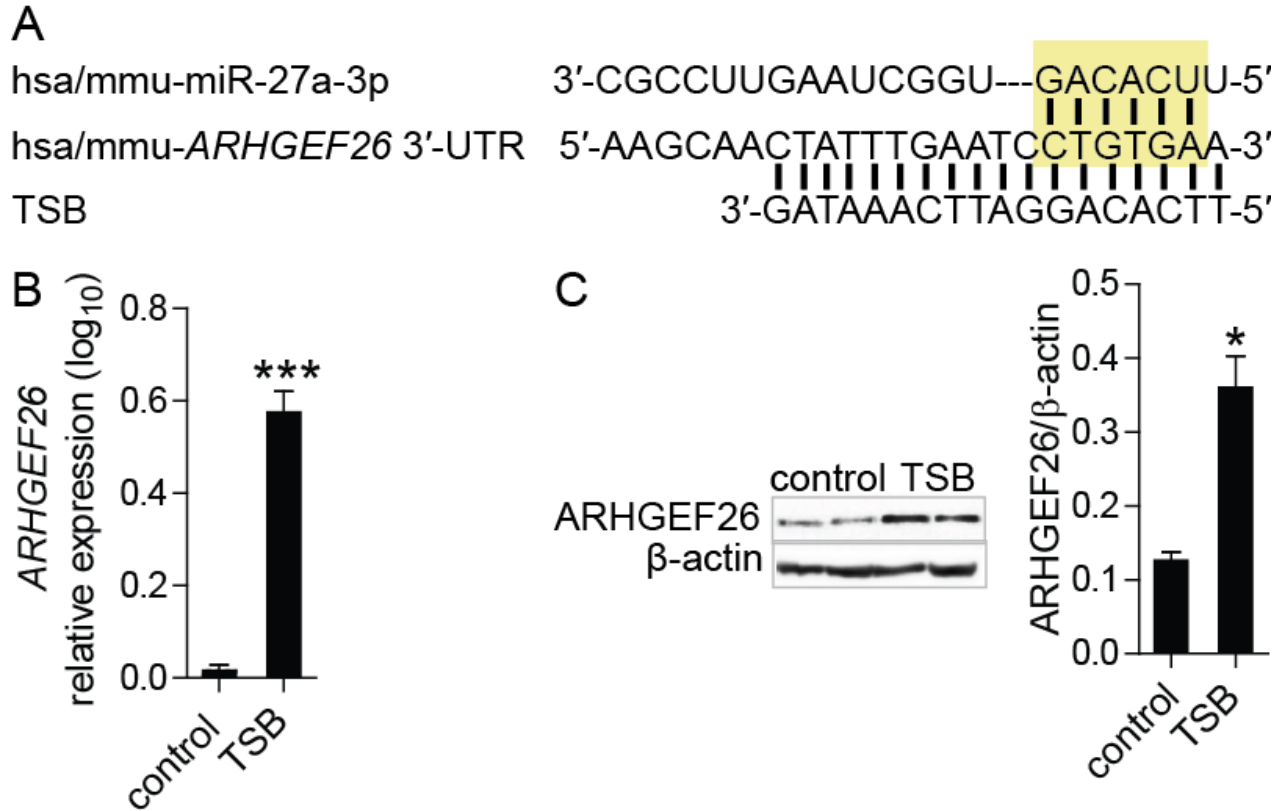 A
hsa/mmu-miR-27a-3p 3′-CGCCUUGAAUCGGU---GACACUU-5′
hsa/mmu-ARHGEF26 3′-UTR 5′-AAGCAACTATTTGAATCCTGTGAA-3′
TSB 3′-GATAAACTTAGGACACTT-5′
B
ARHGEF26
relative expression (log₁₀)
0.8
0.6
0.4
0.2
0.0
***
control
TSB
C
control TSB
ARHGEF26
β-actin
ARHGEF26/β-actin
0.5
0.4
0.3
0.2
0.1
0.0
*
control
TSB